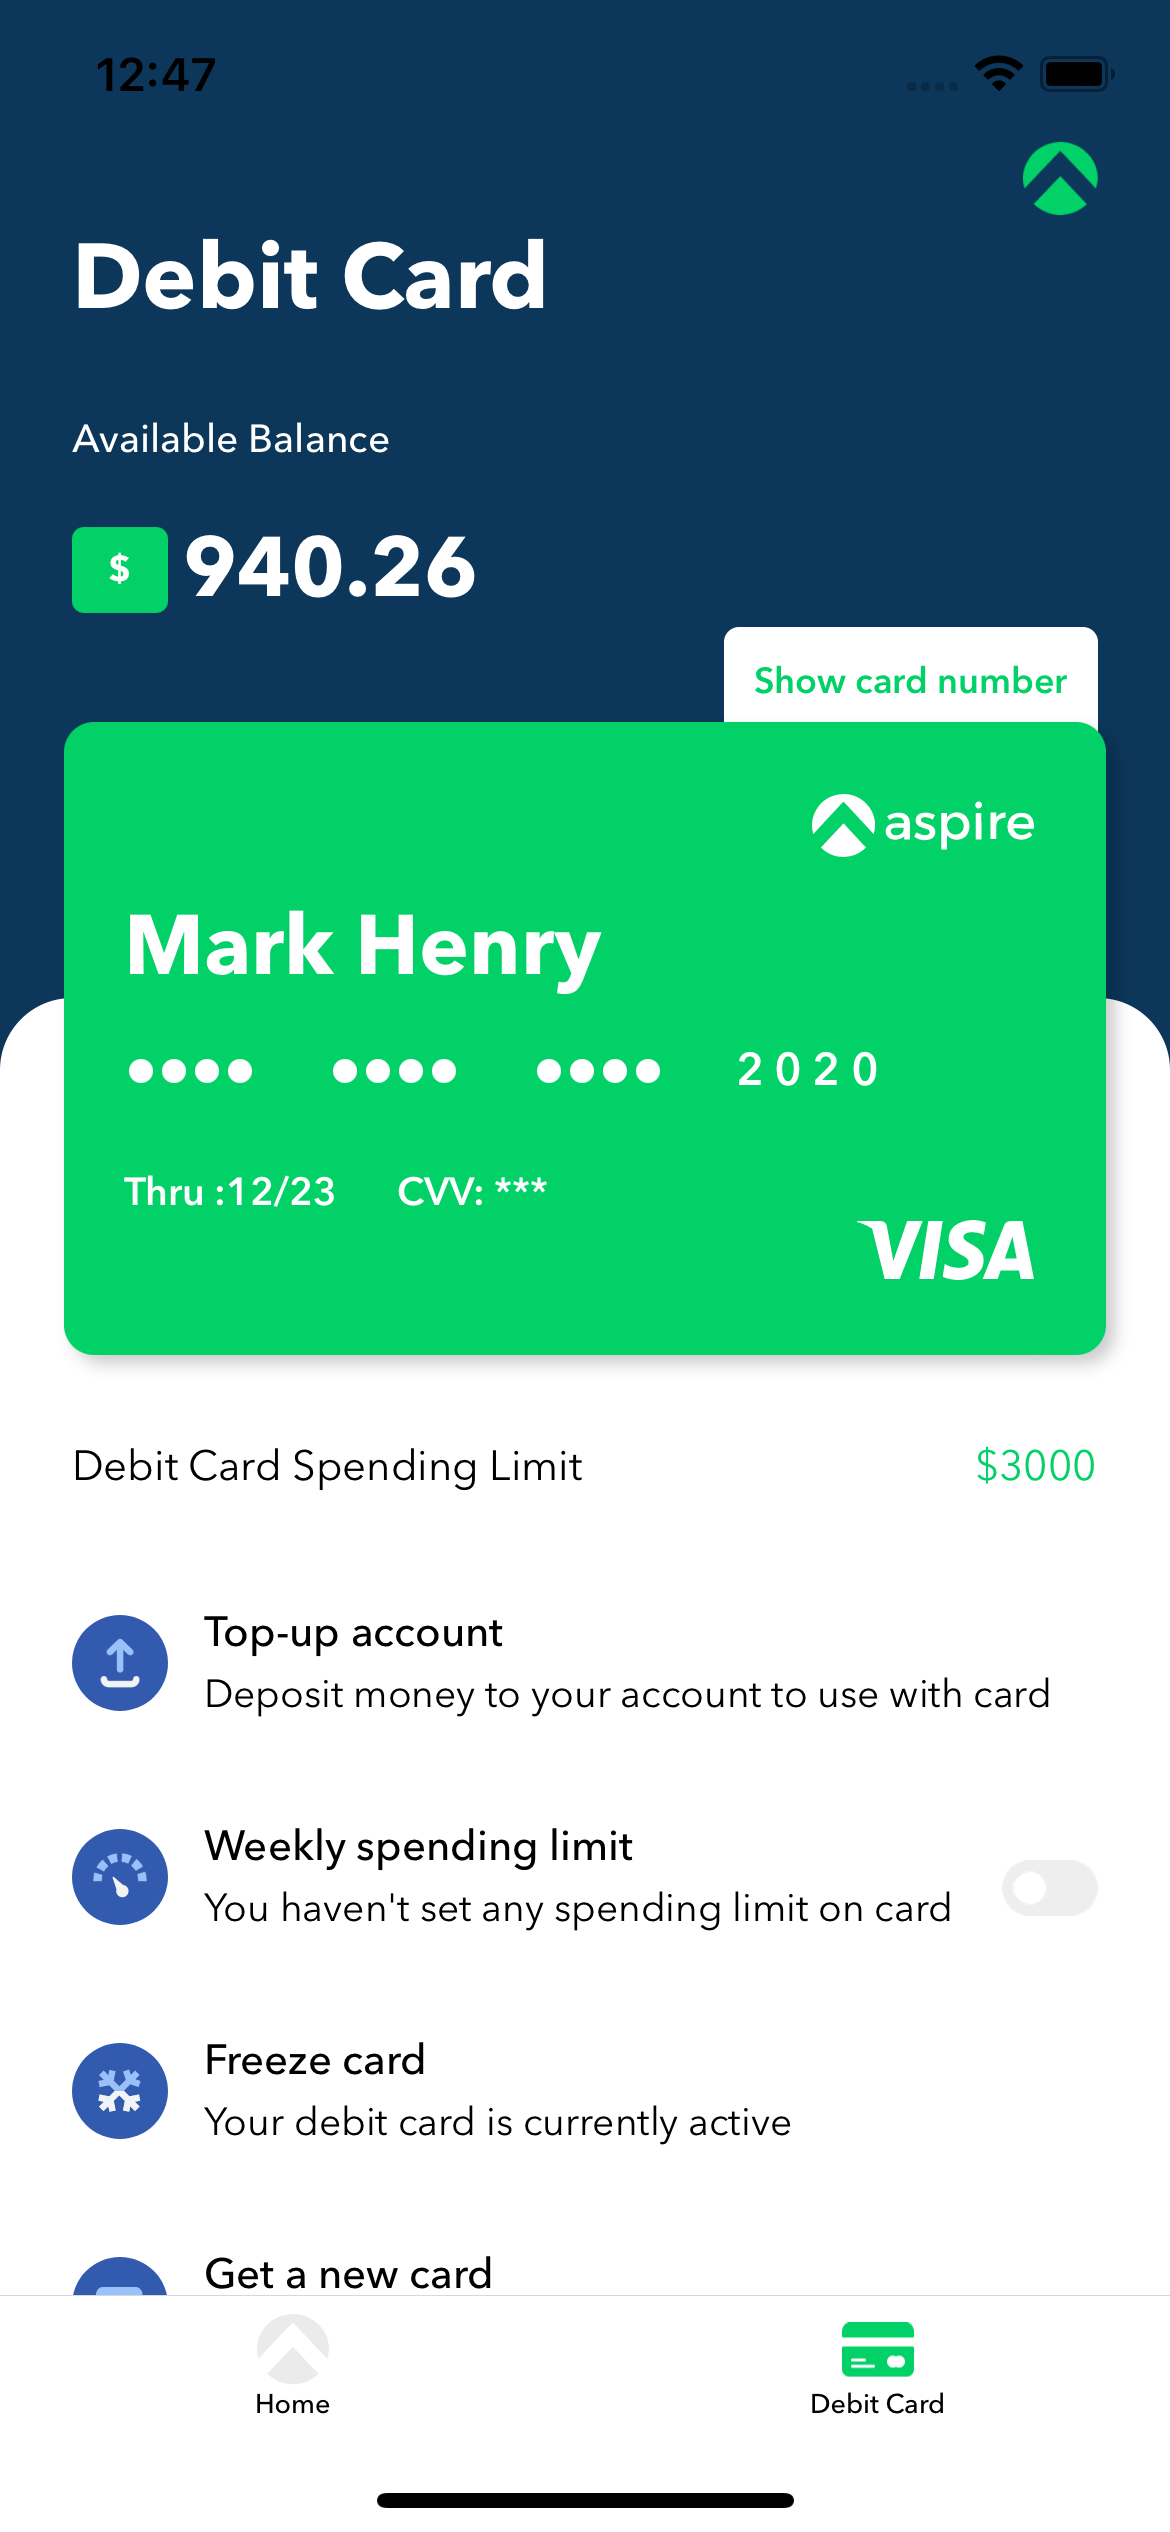 12:47
Debit Card
Available Balance
$ 940.26
Show card number
aspire
Mark Henry
•••• •••• •••• 2020
Thru :12/23 CVV: ***
VISA
Debit Card Spending Limit $3000
Top-up account
Deposit money to your account to use with card
Weekly spending limit
You haven't set any spending limit on card
Freeze card
Your debit card is currently active
Get a new card
Home Debit Card